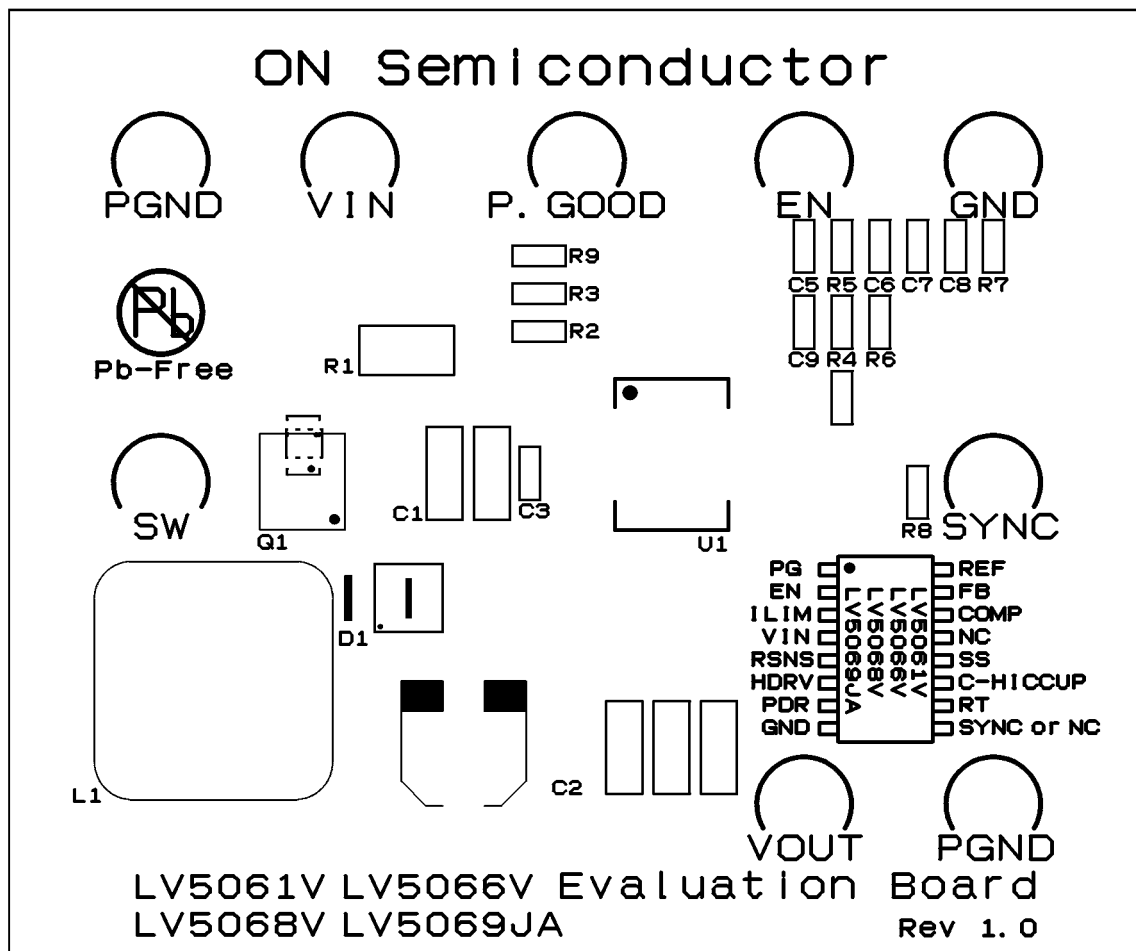 ON Semiconductor
PGND VIN P. GOOD EN GND
R9
R3
R2
C5 R5 C6 C7 C8 R7
C9 R4 R6
Pb
Pb-Free
R1
SW
Q1
C1
C3
U1
R8
SYNC
L1
D1
C2
PG
EN
ILIM
VIN
RSNS
HDRV
PDR
GND
LV5069JA
LV5068V
LV5066V
LV5061V
REF
FB
COMP
NC
SS
C-HICCUP
RT
SYNC or NC
VOUT PGND
LV5061V LV5066V Evaluation Board
LV5068V LV5069JA Rev 1.0